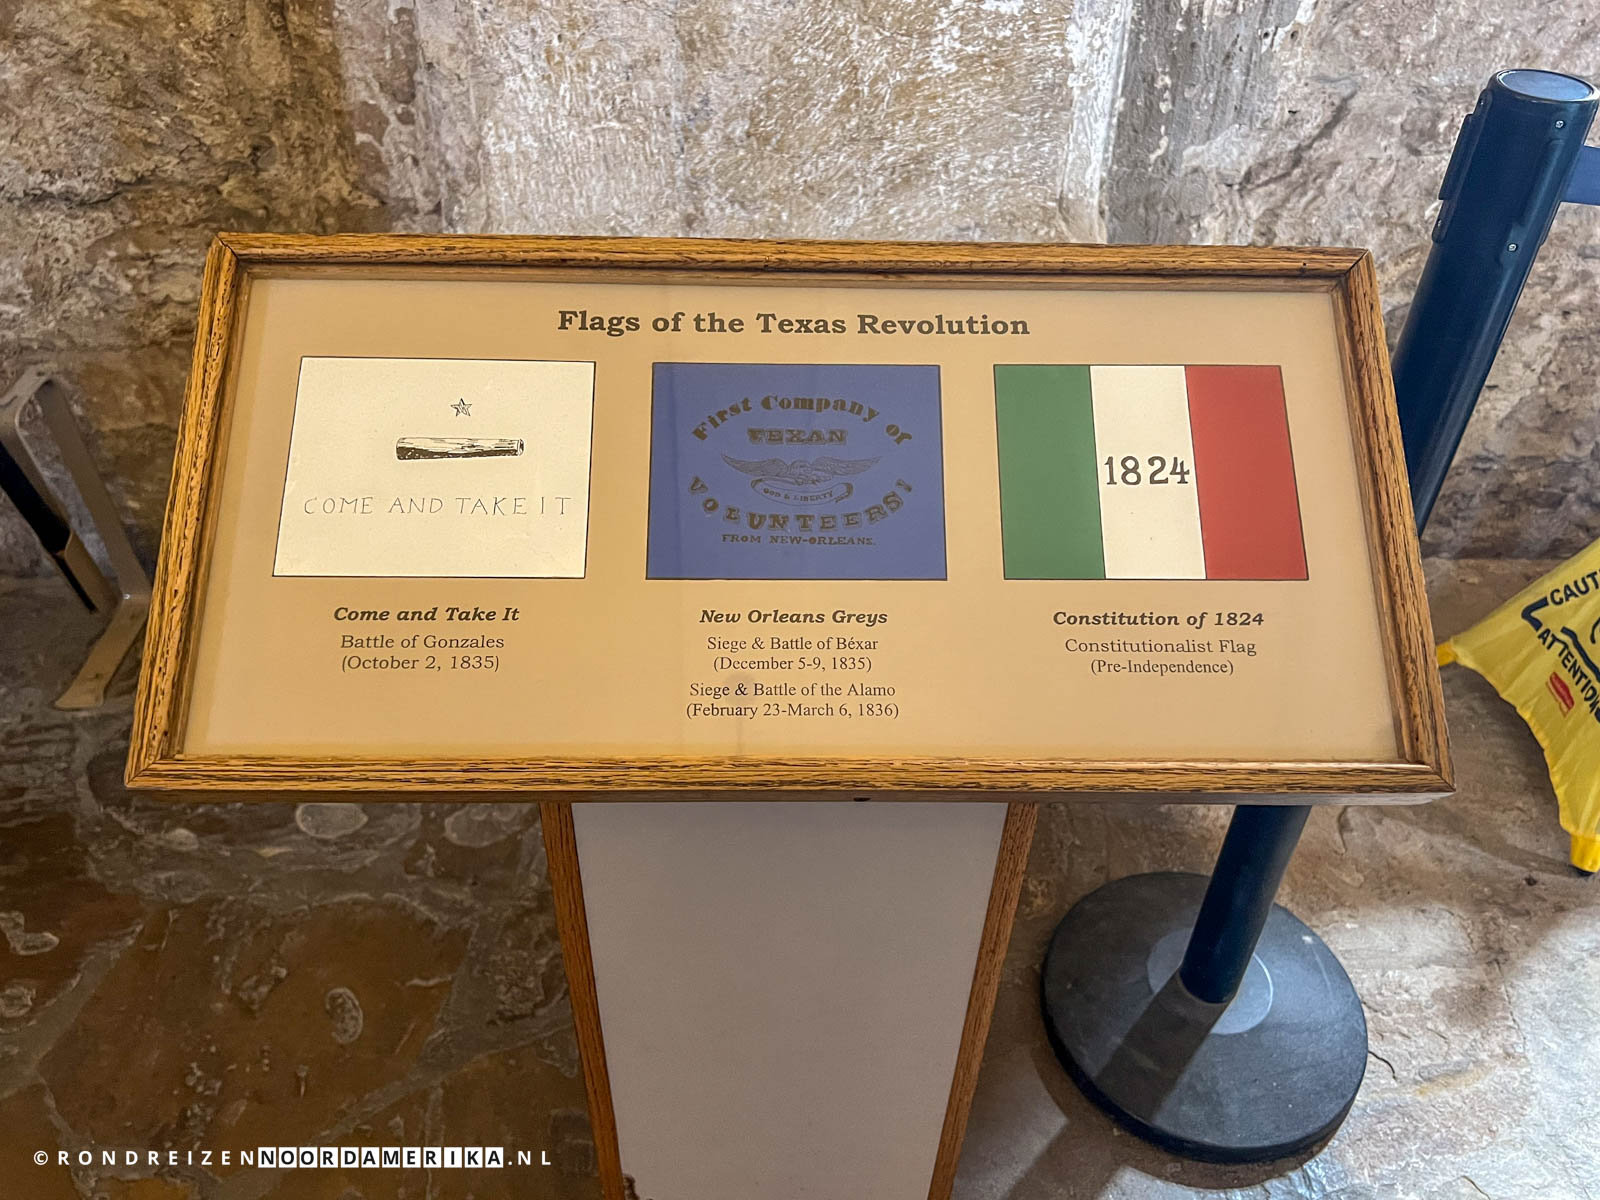 Flags of the Texas Revolution
COME AND TAKE IT
Come and Take It
Battle of Gonzales
(October 2, 1835)
First Company of
TEXAN
GOD & LIBERTY
VOLUNTEERS!
FROM NEW-ORLEANS.
New Orleans Greys
Siege & Battle of Béxar
(December 5-9, 1835)
Siege & Battle of the Alamo
(February 23-March 6, 1836)
1824
Constitution of 1824
Constitutionalist Flag
(Pre-Independence)
©RONDREIZENNOORDAMERIKA.NL